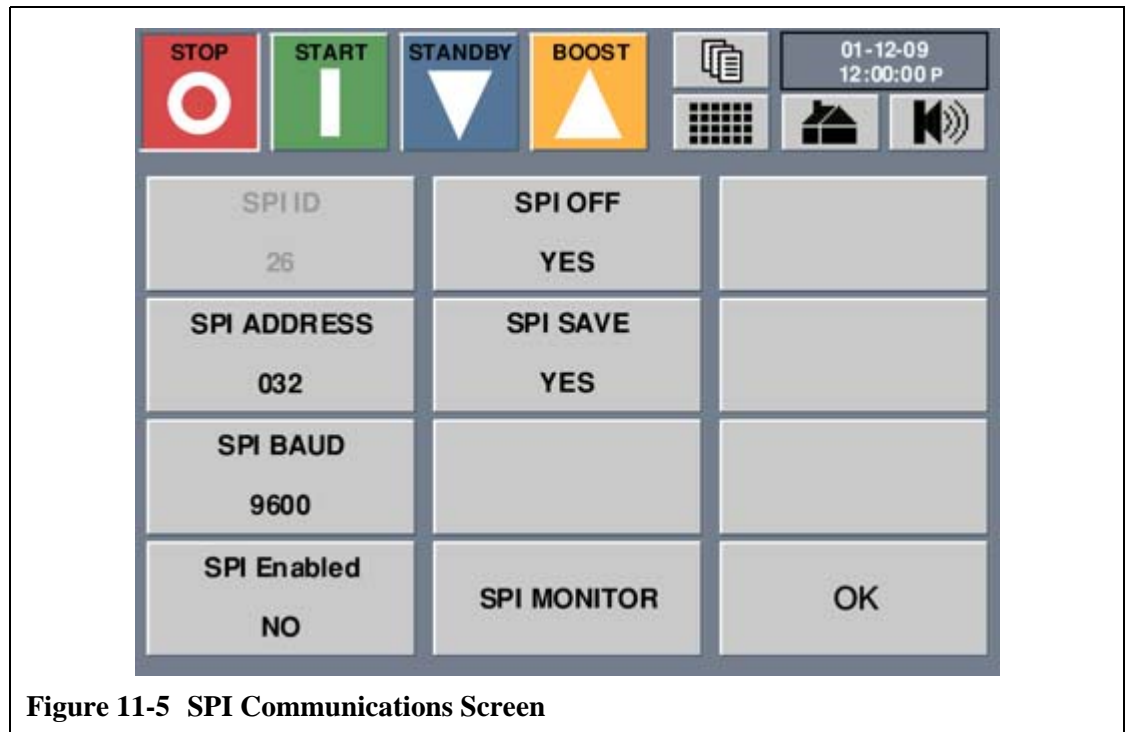 STOP
START
STANDBY
BOOST
01-12-09
12:00:00 P
SPI ID
26
SPI OFF
YES
SPI ADDRESS
032
SPI SAVE
YES
SPI BAUD
9600
SPI Enabled
NO
SPI MONITOR
OK
Figure 11-5 SPI Communications Screen